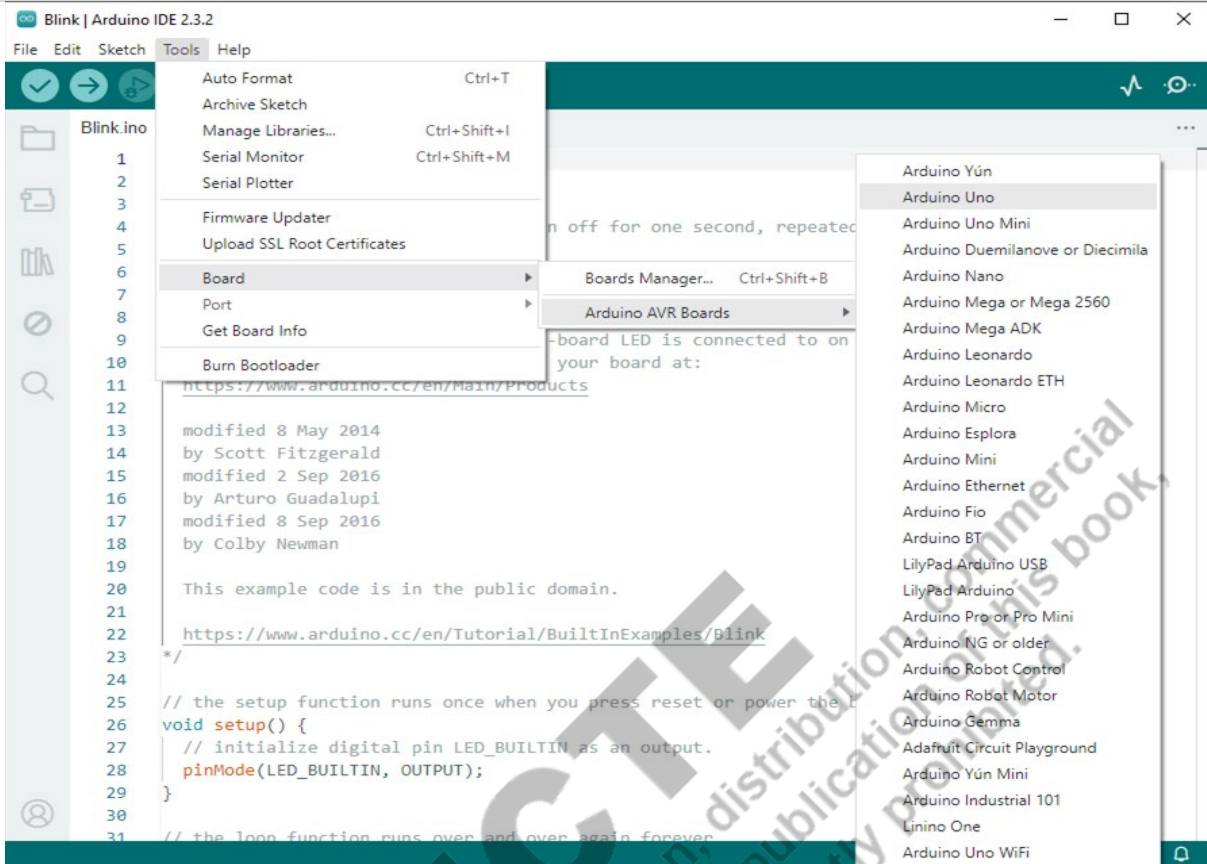 Blink | Arduino IDE 2.3.2
File Edit Sketch Tools Help
Blink.ino
Auto Format Ctrl+T
Archive Sketch
Manage Libraries... Ctrl+Shift+I
Serial Monitor Ctrl+Shift+M
Serial Plotter
Firmware Updater
Upload SSL Root Certificates
Board
Port
Get Board Info
Burn Bootloader
Boards Manager... Ctrl+Shift+B
Arduino AVR Boards
Arduino Yún
Arduino Uno
Arduino Uno Mini
Arduino Duemilanove or Diecimila
Arduino Nano
Arduino Mega or Mega 2560
Arduino Mega ADK
Arduino Leonardo
Arduino Leonardo ETH
Arduino Micro
Arduino Esplora
Arduino Mini
Arduino Ethernet
Arduino Fio
Arduino BT
LilyPad Arduino USB
LilyPad Arduino
Arduino Pro or Pro Mini
Arduino NG or older
Arduino Robot Control
Arduino Robot Motor
Arduino Gemma
Adafruit Circuit Playground
Arduino Yún Mini
Arduino Industrial 101
Linino One
Arduino Uno WiFi
1
2
3
4 n off for one second, repeated
5
6
7
8
9 -board LED is connected to on
10 your board at:
11 https://www.arduino.cc/en/Main/Products
12
13 modified 8 May 2014
14 by Scott Fitzgerald
15 modified 2 Sep 2016
16 by Arturo Guadalupi
17 modified 8 Sep 2016
18 by Colby Newman
19
20 This example code is in the public domain.
21
22 https://www.arduino.cc/en/Tutorial/BuiltInExamples/Blink
23 */
24
25 // the setup function runs once when you press reset or power the
26 void setup() {
27 // initialize digital pin LED_BUILTIN as an output.
28 pinMode(LED_BUILTIN, OUTPUT);
29 }
30
31 // the loop function runs over and over again forever
CTE
distribution, commercial
publication of this book,
prohibited.